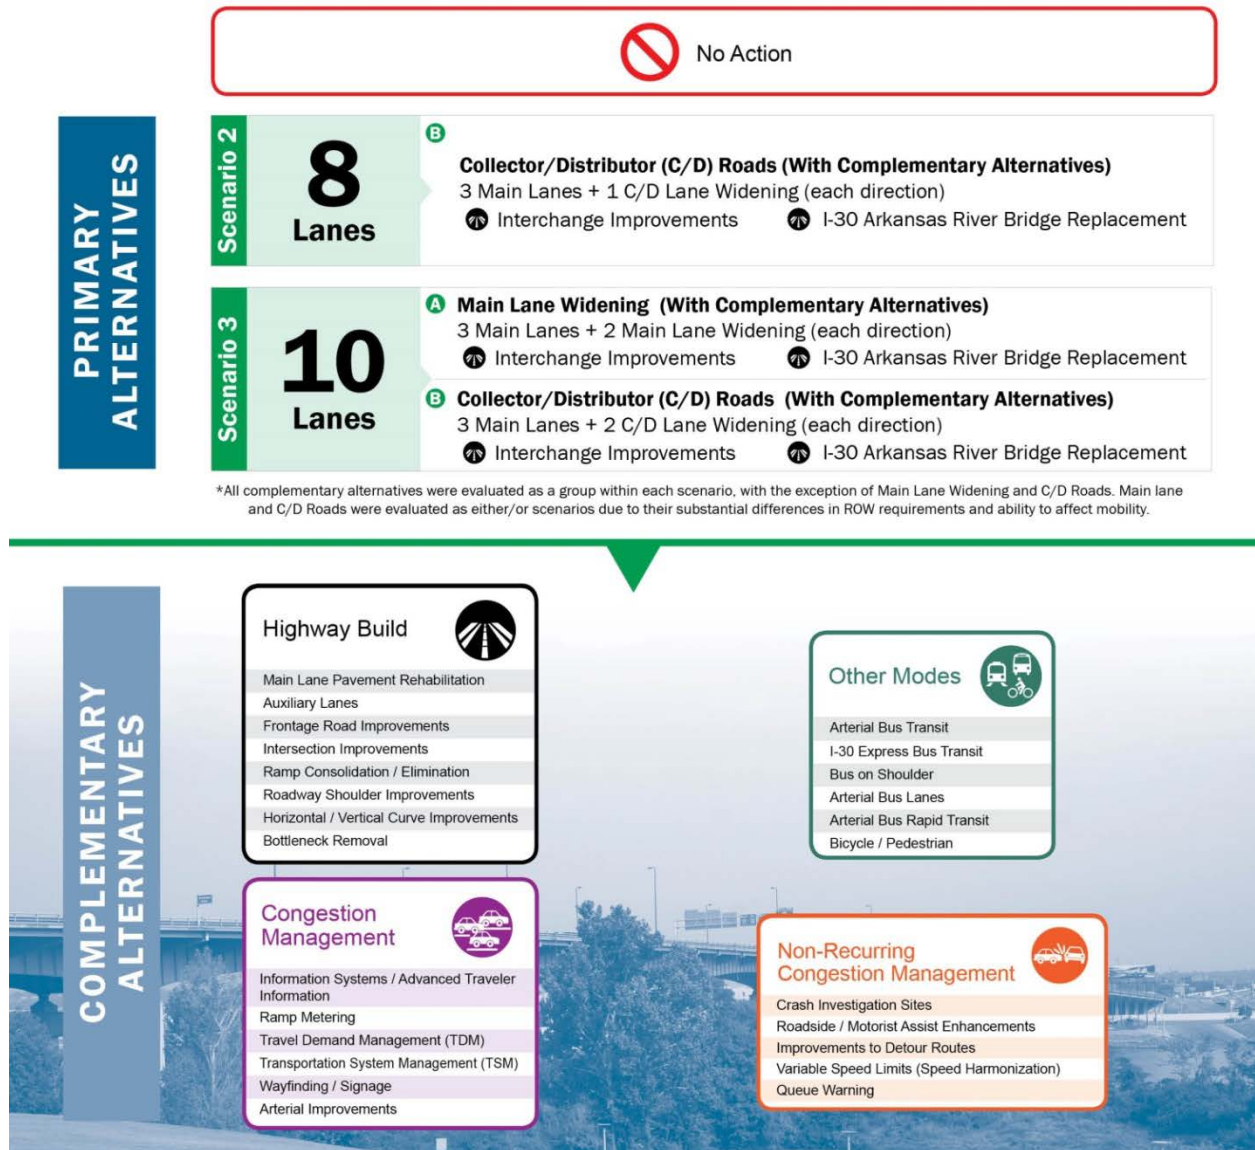 No Action
PRIMARY
ALTERNATIVES
Scenario 2
8
Lanes
B
Collector/Distributor (C/D) Roads (With Complementary Alternatives)
3 Main Lanes + 1 C/D Lane Widening (each direction)
Interchange Improvements
I-30 Arkansas River Bridge Replacement
Scenario 3
10
Lanes
A
Main Lane Widening (With Complementary Alternatives)
3 Main Lanes + 2 Main Lane Widening (each direction)
Interchange Improvements
I-30 Arkansas River Bridge Replacement
B
Collector/Distributor (C/D) Roads (With Complementary Alternatives)
3 Main Lanes + 2 C/D Lane Widening (each direction)
Interchange Improvements
I-30 Arkansas River Bridge Replacement
*All complementary alternatives were evaluated as a group within each scenario, with the exception of Main Lane Widening and C/D Roads. Main lane
and C/D Roads were evaluated as either/or scenarios due to their substantial differences in ROW requirements and ability to affect mobility.
COMPLEMENTARY
ALTERNATIVES
Highway Build
Main Lane Pavement Rehabilitation
Auxiliary Lanes
Frontage Road Improvements
Intersection Improvements
Ramp Consolidation / Elimination
Roadway Shoulder Improvements
Horizontal / Vertical Curve Improvements
Bottleneck Removal
Other Modes
Arterial Bus Transit
I-30 Express Bus Transit
Bus on Shoulder
Arterial Bus Lanes
Arterial Bus Rapid Transit
Bicycle / Pedestrian
Congestion
Management
Information Systems / Advanced Traveler
Information
Ramp Metering
Travel Demand Management (TDM)
Transportation System Management (TSM)
Wayfinding / Signage
Arterial Improvements
Non-Recurring
Congestion Management
Crash Investigation Sites
Roadside / Motorist Assist Enhancements
Improvements to Detour Routes
Variable Speed Limits (Speed Harmonization)
Queue Warning